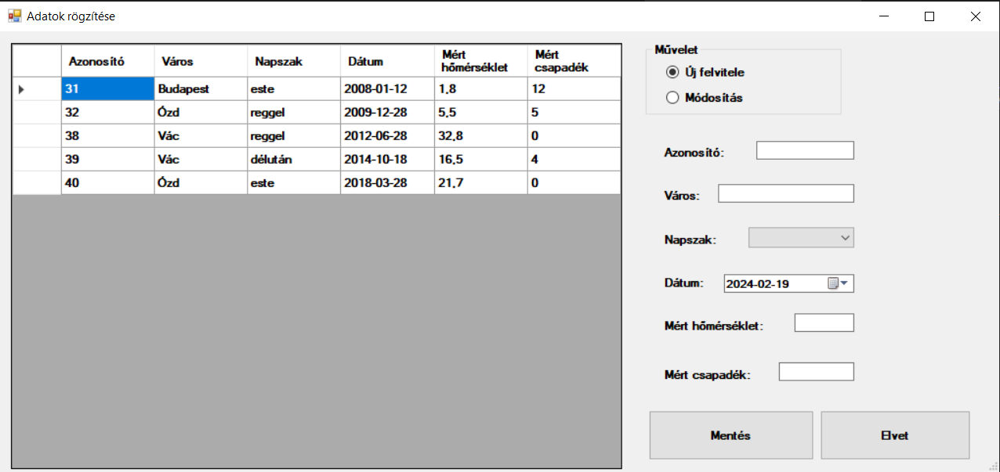 Adatok rögzítése
Azonosító Város Napszak Dátum Mért hőmérséklet Mért csapadék
31 Budapest este 2008-01-12 1,8 12
32 Ózd reggel 2009-12-28 5,5 5
38 Vác reggel 2012-06-28 32,8 0
39 Vác délután 2014-10-18 16,5 4
40 Ózd este 2018-03-28 21,7 0
Művelet
Új felvitele
Módosítás
Azonosító:
Város:
Napszak:
Dátum: 2024-02-19
Mért hőmérséklet:
Mért csapadék:
Mentés Elvet